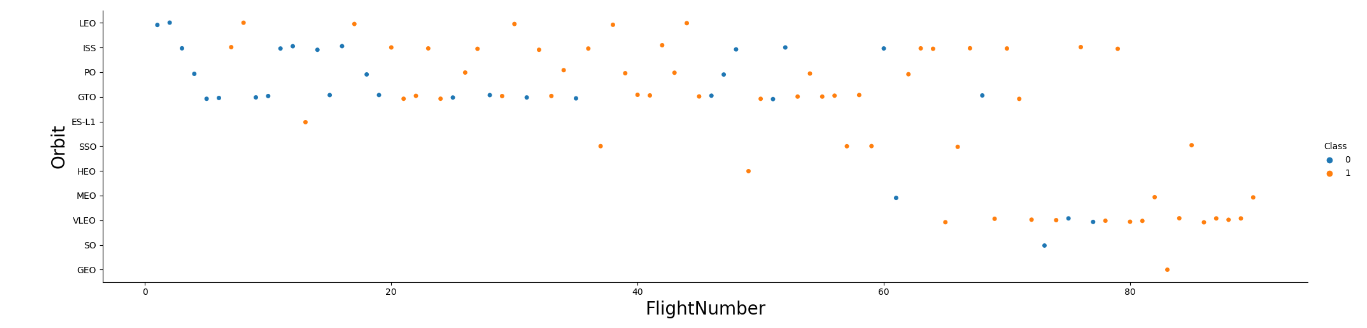 LEO
ISS
PO
GTO
ES-L1
SSO
HEO
MEO
VLEO
SO
GEO
Orbit
0
20
40
60
80
FlightNumber
Class
0
1